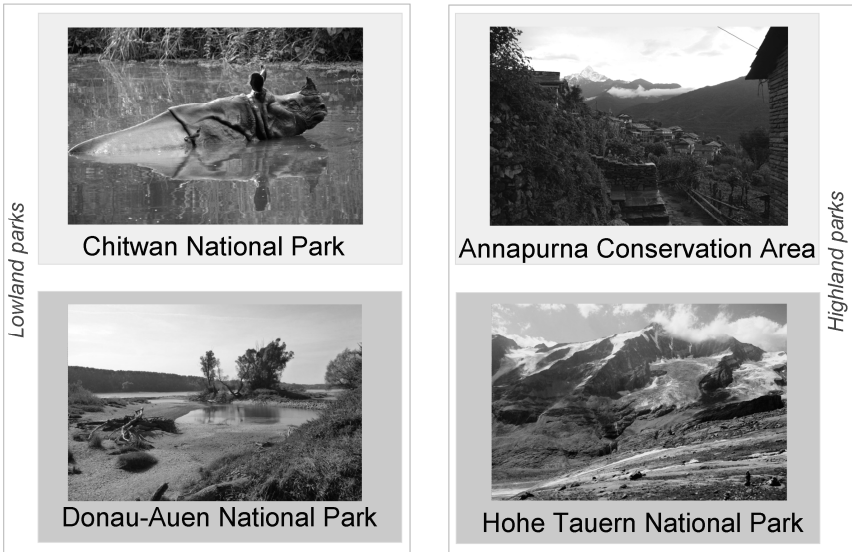 Lowland parks
Chitwan National Park
Donau-Auen National Park
Annapurna Conservation Area
Hohe Tauern National Park
Highland parks